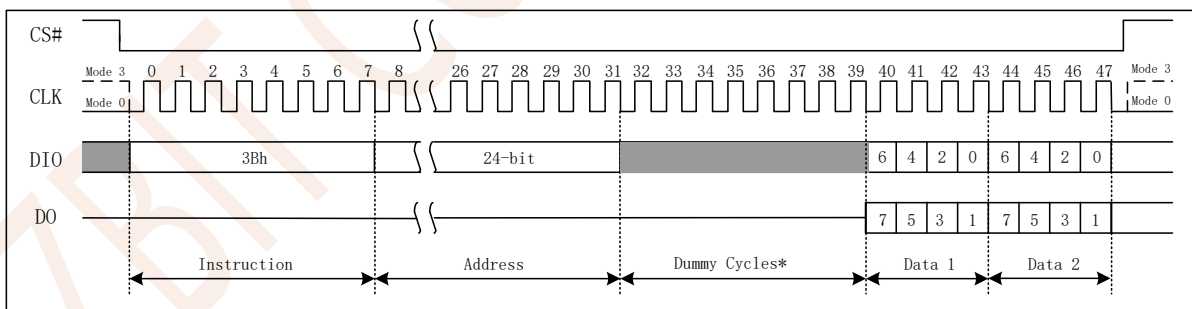 CS#
Mode 3 0 1 2 3 4 5 6 7 8 26 27 28 29 30 31 32 33 34 35 36 37 38 39 40 41 42 43 44 45 46 47 Mode 3
CLK
Mode 0 Mode 0
DIO 3Bh 24-bit 6 4 2 0 6 4 2 0
DO 7 5 3 1 7 5 3 1
Instruction Address Dummy Cycles* Data 1 Data 2